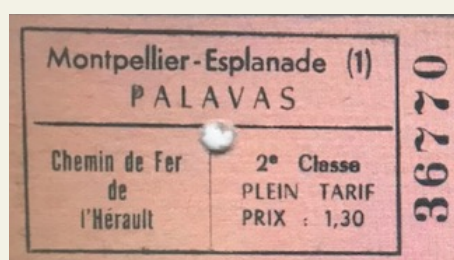 Montpellier-Esplanade (1)
PALAVAS
Chemin de Fer
de
l'Hérault
2e Classe
PLEIN TARIF
PRIX : 1,30
36770